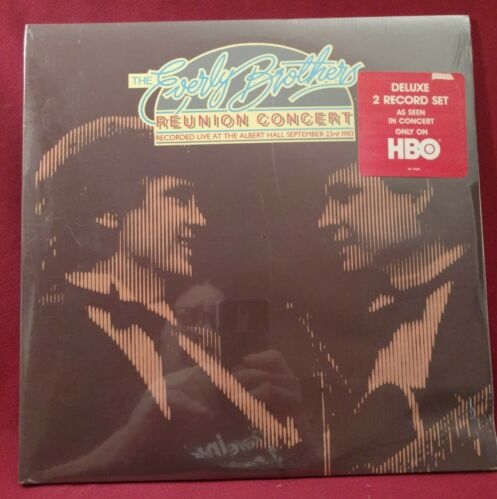 THE
Everly Brothers
REUNION CONCERT
RECORDED LIVE AT THE ALBERT HALL SEPTEMBER 23rd 1983
DELUXE
2 RECORD SET
AS SEEN
IN CONCERT
ONLY ON
HBO